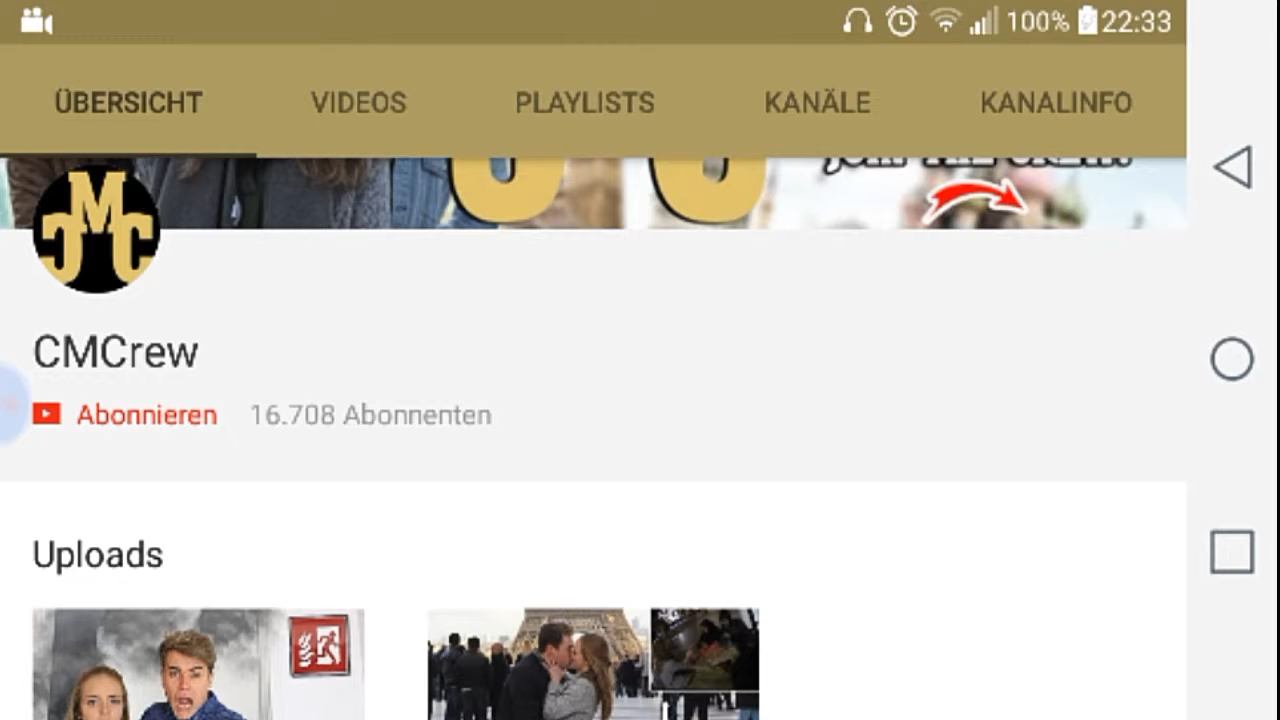 100% 22:33
ÜBERSICHT VIDEOS PLAYLISTS KANÄLE KANALINFO
CMC
CMCrew
Abonnieren 16.708 Abonnenten
Uploads